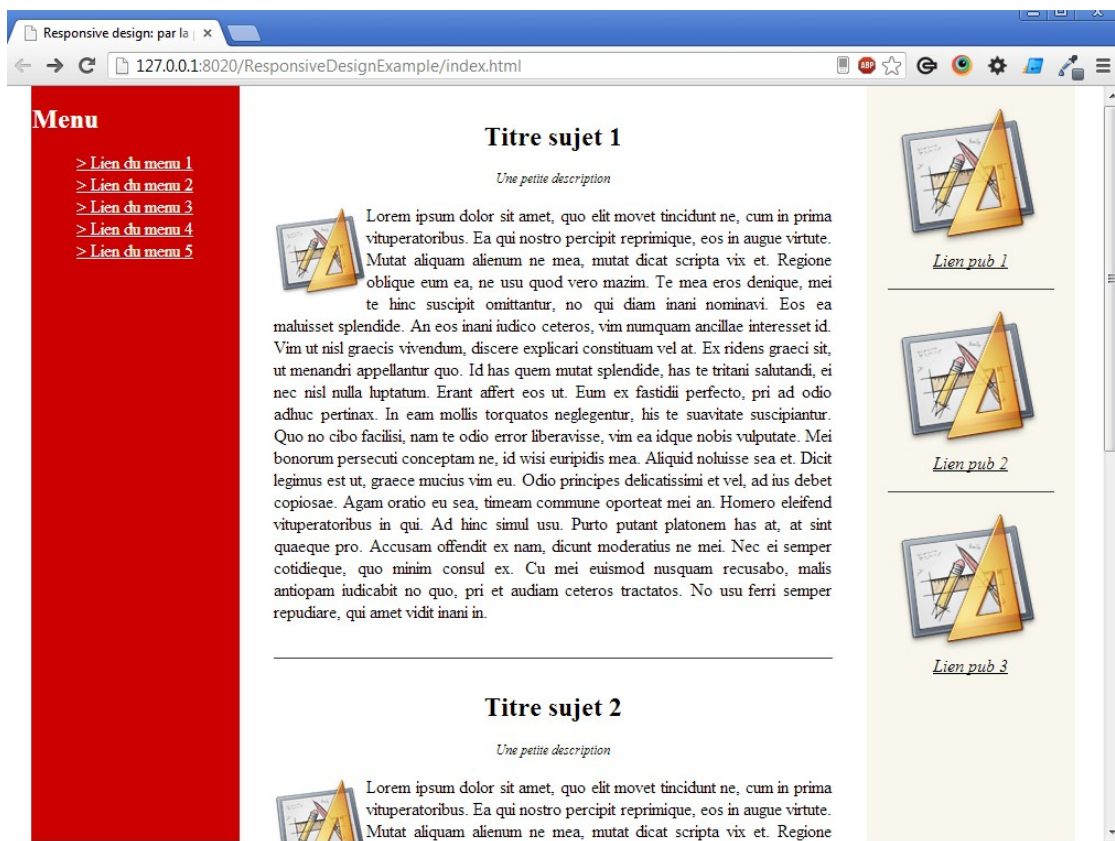 Responsive design: par la
127.0.0.1:8020/ResponsiveDesignExample/index.html
ABP
Menu
> Lien du menu 1
> Lien du menu 2
> Lien du menu 3
> Lien du menu 4
> Lien du menu 5
Titre sujet 1
Une petite description
Lorem ipsum dolor sit amet, quo elit movet tincidunt ne, cum in prima
vituperatoribus. Ea qui nostro percipit reprimique, eos in augue virtute.
Mutat aliquam alienum ne mea, mutat dicat scripta vix et. Regione
oblique eum ea, ne usu quod vero mazim. Te mea eros denique, mei
te hinc suscipit omittantur, no qui diam inani nominavi. Eos ea
maluisset splendide. An eos inani iudico ceteros, vim numquam ancillae interesset id.
Vim ut nisl graecis vivendum, discere explicari constituam vel at. Ex ridens graeci sit,
ut menandri appellantur quo. Id has quem mutat splendide, has te tritani salutandi, ei
nec nisl nulla luptatum. Erant affert eos ut. Eum ex fastidii perfecto, pri ad odio
adhuc pertinax. In eam mollis torquatos neglegentur, his te suavitate suscipiantur.
Quo no cibo facilisi, nam te odio error liberavisse, vim ea idque nobis vulputate. Mei
bonorum persecuti conceptam ne, id wisi euripidis mea. Aliquid noluisse sea et. Dicit
legimus est ut, graece mucius vim eu. Odio principes delicatissimi et vel, ad ius debet
copiosae. Agam oratio eu sea, timeam commune oporteat mei an. Homero eleifend
vituperatoribus in qui. Ad hinc simul usu. Purto putant platonem has at, at sint
quaeque pro. Accusam offendit ex nam, dicunt moderatius ne mei. Nec ei semper
cotidieque, quo minim consul ex. Cu mei euismod nusquam recusabo, malis
antiopam iudicabit no quo, pri et audiam ceteros tractatos. No usu ferri semper
repudiare, qui amet vidit inani in.
Titre sujet 2
Une petite description
Lorem ipsum dolor sit amet, quo elit movet tincidunt ne, cum in prima
vituperatoribus. Ea qui nostro percipit reprimique, eos in augue virtute.
Mutat aliquam alienum ne mea, mutat dicat scripta vix et. Regione
Lien pub 1
Lien pub 2
Lien pub 3